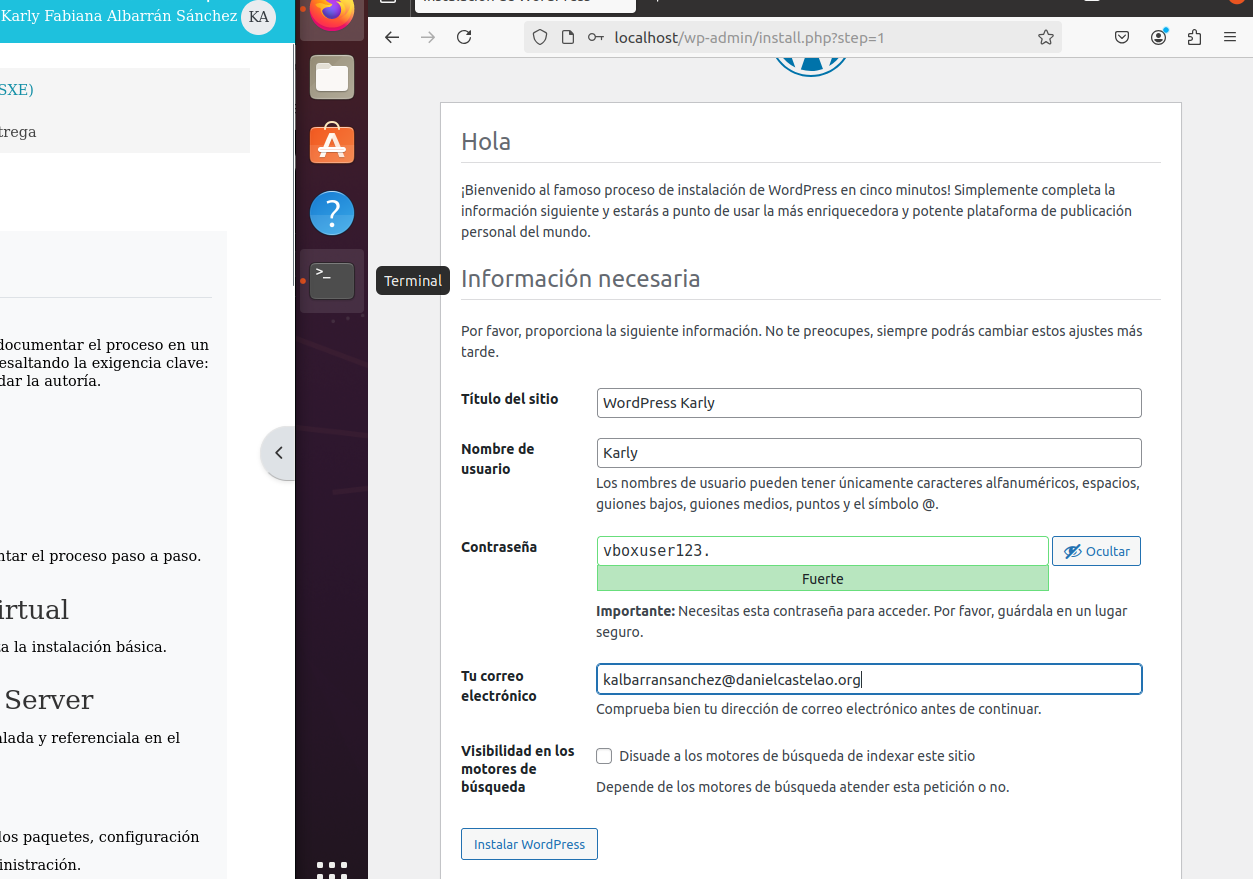 Karly Fabiana Albarrán Sánchez KA
SXE)
trega
documentar el proceso en un
esaltando la exigencia clave:
dar la autoría.
ntar el proceso paso a paso.
irtual
a la instalación básica.
Server
alada y referenciala en el
los paquetes, configuración
inistración.
Terminal
localhost/wp-admin/install.php?step=1
Hola
¡Bienvenido al famoso proceso de instalación de WordPress en cinco minutos! Simplemente completa la
información siguiente y estarás a punto de usar la más enriquecedora y potente plataforma de publicación
personal del mundo.
Información necesaria
Por favor, proporciona la siguiente información. No te preocupes, siempre podrás cambiar estos ajustes más
tarde.
Título del sitio
WordPress Karly
Nombre de
usuario
Karly
Los nombres de usuario pueden tener únicamente caracteres alfanuméricos, espacios,
guiones bajos, guiones medios, puntos y el símbolo @.
Contraseña
vboxuser123.
Ocultar
Fuerte
Importante: Necesitas esta contraseña para acceder. Por favor, guárdala en un lugar
seguro.
Tu correo
electrónico
kalbarransanchez@danielcastelao.org
Comprueba bien tu dirección de correo electrónico antes de continuar.
Visibilidad en los
motores de
búsqueda
Disuade a los motores de búsqueda de indexar este sitio
Depende de los motores de búsqueda atender esta petición o no.
Instalar WordPress